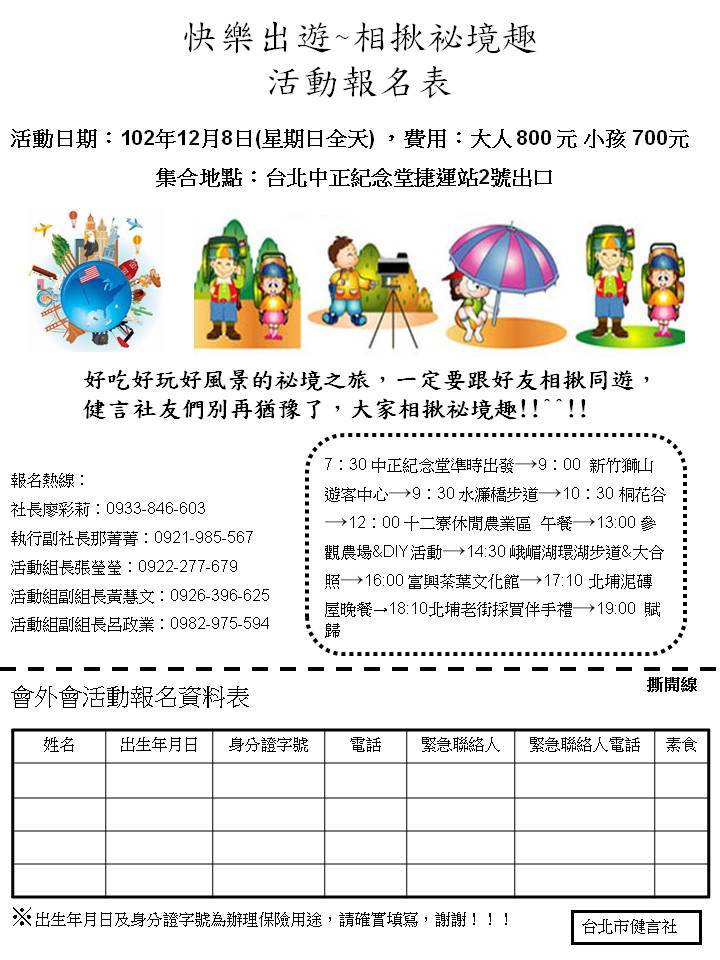 快樂出遊~相揪祕境趣
活動報名表
活動日期：102年12月8日(星期日全天) ，費用：大人 800 元 小孩 700元
集合地點：台北中正紀念堂捷運站2號出口
好吃好玩好風景的祕境之旅，一定要跟好友相揪同遊，
健言社友們別再猶豫了，大家相揪祕境趣!!^^!!
報名熱線：
社長廖彩莉：0933-846-603
執行副社長那菁菁：0921-985-567
活動組長張瑩瑩：0922-277-679
活動組副組長黃慧文：0926-396-625
活動組副組長呂政業：0982-975-594
7：30 中正紀念堂準時出發→9：00 新竹獅山
遊客中心→9：30 水濂橋步道→10：30 桐花谷
→12：00 十二寮休閒農業區 午餐→13:00 參
觀農場&DIY 活動→14:30 峨嵋湖環湖步道&大合
照→16:00 富興茶葉文化館→17:10 北埔泥磚
屋晚餐→18:10北埔老街採買伴手禮→19:00 賦
歸
撕開線
會外會活動報名資料表
姓名 出生年月日 身分證字號 電話 緊急聯絡人 緊急聯絡人電話 素食
※出生年月日及身分證字號為辦理保險用途，請確實填寫，謝謝！！！
台北市健言社